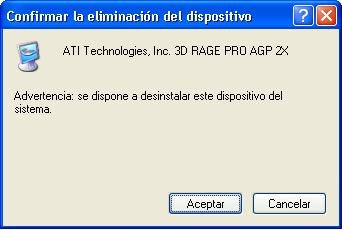 Confirmar la eliminación del dispositivo
ATI Technologies, Inc. 3D RAGE PRO AGP 2X
Advertencia: se dispone a desinstalar este dispositivo del
sistema.
Aceptar
Cancelar